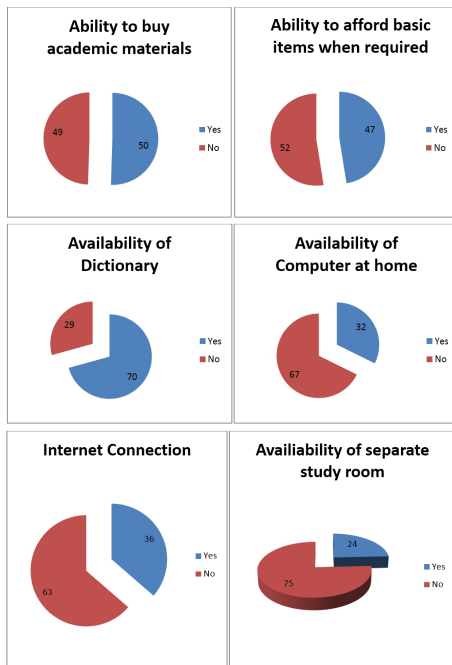 Ability to buy
academic materials
49
50
Yes
No
Ability to afford basic
items when required
52
47
Yes
No
Availability of
Dictionary
29
70
Yes
No
Availability of
Computer at home
32
67
Yes
No
Internet Connection
36
63
Yes
No
Availiability of separate
study room
24
75
Yes
No